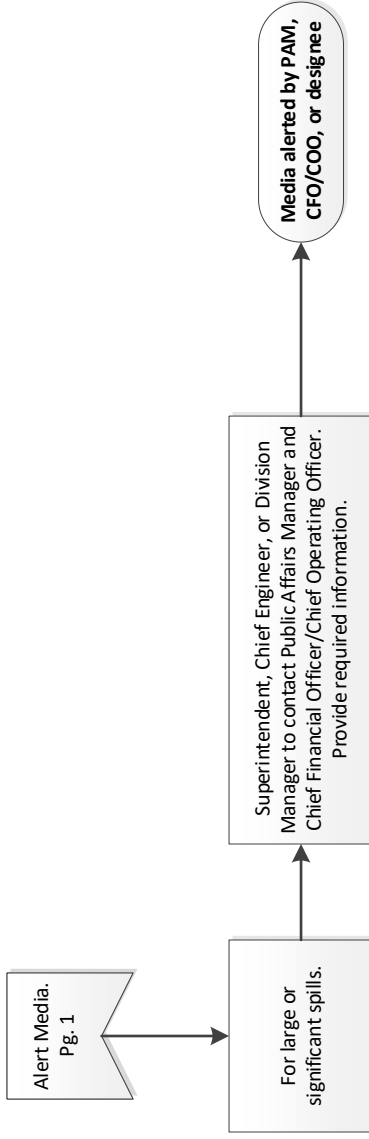 Alert Media.
Pg. 1
For large or
significant spills.
Superintendent, Chief Engineer, or Division
Manager to contact Public Affairs Manager and
Chief Financial Officer/Chief Operating Officer.
Provide required information.
Media alerted by PAM,
CFO/COO, or designee